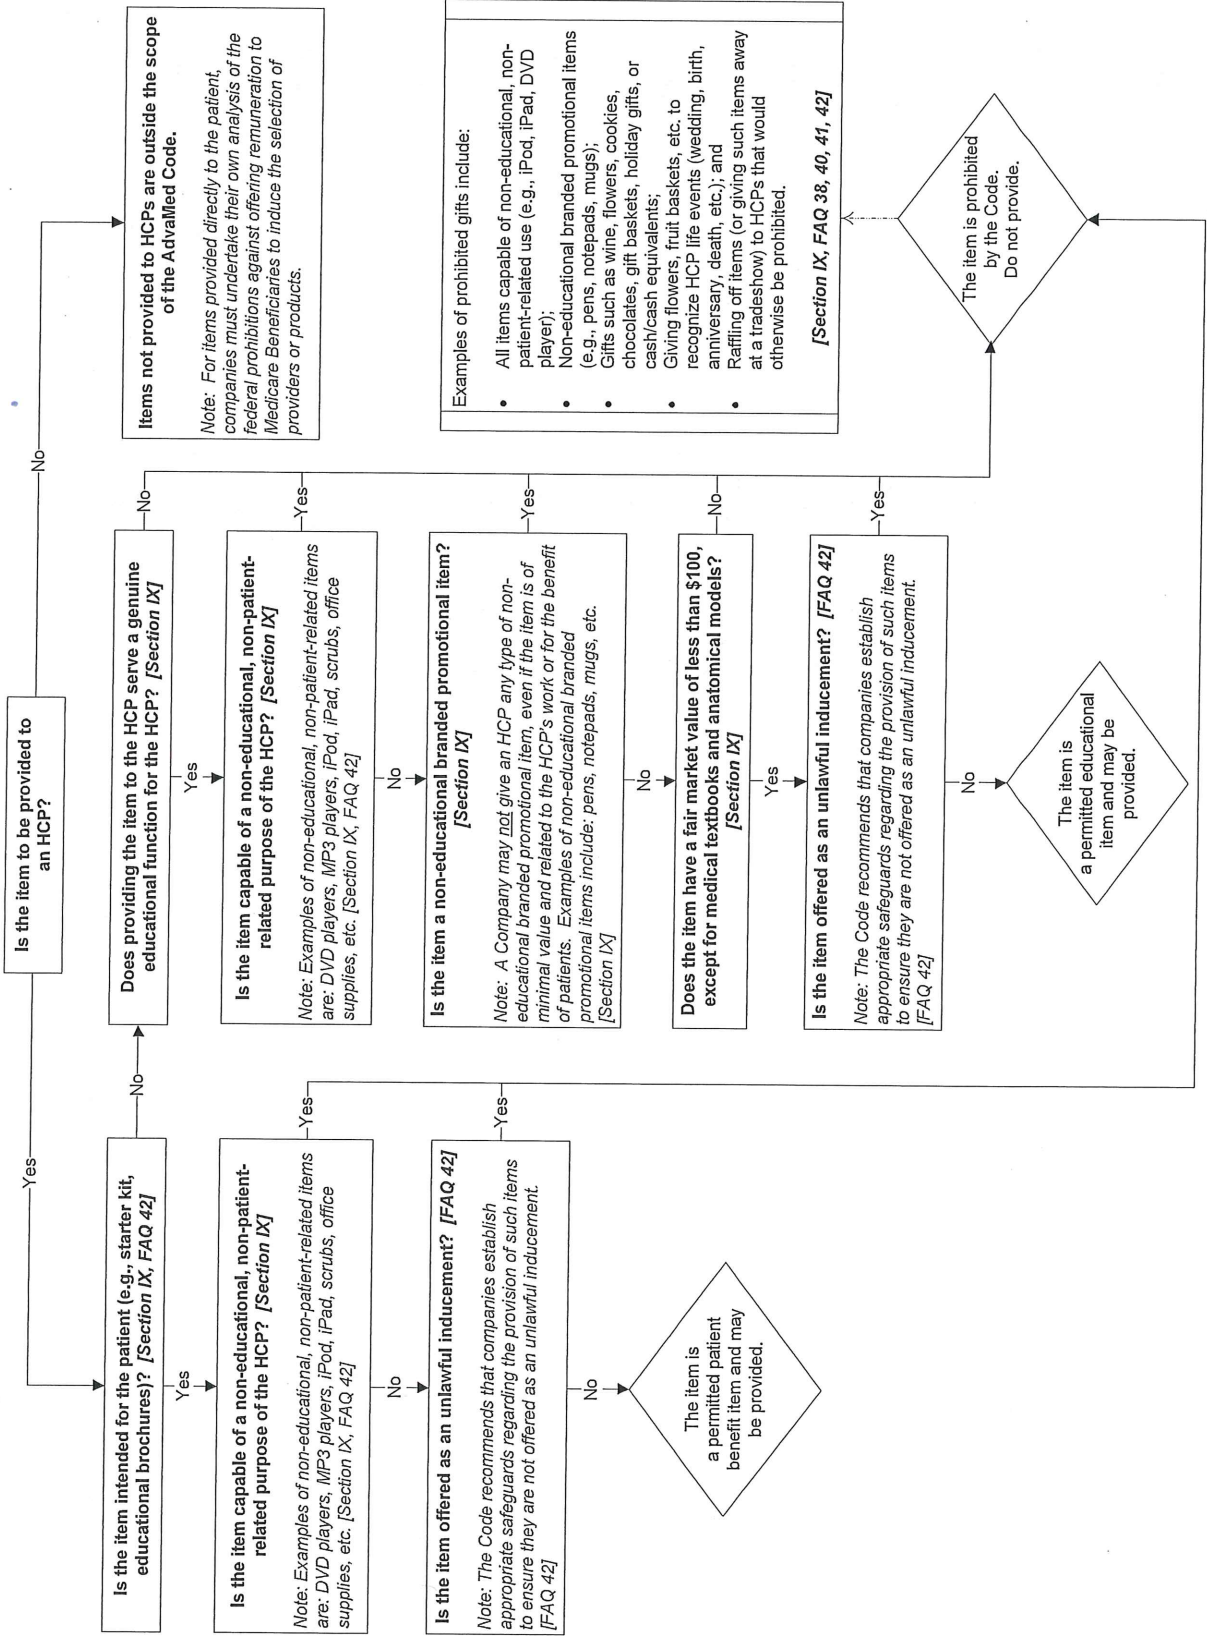 Is the item to be provided to
an HCP?
Yes
No
Items not provided to HCPs are outside the scope
of the AdvaMed Code.
Note: For items provided directly to the patient,
companies must undertake their own analysis of the
federal prohibitions against offering remuneration to
Medicare Beneficiaries to induce the selection of
providers or products.
Is the item intended for the patient (e.g., starter kit,
educational brochures)? [Section IX, FAQ 42]
No
Yes
Is the item capable of a non-educational, non-patient-
related purpose of the HCP? [Section IX]
Note: Examples of non-educational, non-patient-related items
are: DVD players, MP3 players, iPod, iPad, scrubs, office
supplies, etc. [Section IX, FAQ 42]
Yes
No
Is the item offered as an unlawful inducement? [FAQ 42]
Note: The Code recommends that companies establish
appropriate safeguards regarding the provision of such items
to ensure they are not offered as an unlawful inducement.
[FAQ 42]
Yes
No
The item is
a permitted patient
benefit item and may
be provided.
Does providing the item to the HCP serve a genuine
educational function for the HCP? [Section IX]
No
Yes
Is the item capable of a non-educational, non-patient-
related purpose of the HCP? [Section IX]
Note: Examples of non-educational, non-patient-related items
are: DVD players, MP3 players, iPod, iPad, scrubs, office
supplies, etc. [Section IX, FAQ 42]
Yes
No
Is the item a non-educational branded promotional item?
[Section IX]
Note: A Company may not give an HCP any type of non-
educational branded promotional item, even if the item is of
minimal value and related to the HCP's work or for the benefit
of patients. Examples of non-educational branded
promotional items include: pens, notepads, mugs, etc.
[Section IX]
Yes
No
Does the item have a fair market value of less than $100,
except for medical textbooks and anatomical models?
[Section IX]
No
Yes
Is the item offered as an unlawful inducement? [FAQ 42]
Note: The Code recommends that companies establish
appropriate safeguards regarding the provision of such items
to ensure they are not offered as an unlawful inducement.
[FAQ 42]
Yes
No
The item is
a permitted educational
item and may be
provided.
Examples of prohibited gifts include:
• All items capable of non-educational, non-
patient-related use (e.g., iPod, iPad, DVD
player);
• Non-educational branded promotional items
(e.g., pens, notepads, mugs);
• Gifts such as wine, flowers, cookies,
chocolates, gift baskets, holiday gifts, or
cash/cash equivalents;
• Giving flowers, fruit baskets, etc. to
recognize HCP life events (wedding, birth,
anniversary, death, etc.); and
• Raffling off items (or giving such items away
at a tradeshow) to HCPs that would
otherwise be prohibited.
[Section IX, FAQ 38, 40, 41, 42]
The item is prohibited
by the Code.
Do not provide.